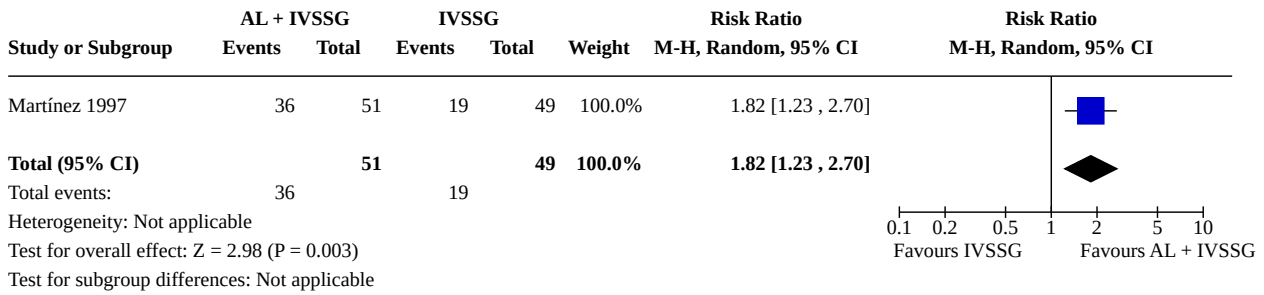 AL + IVSSG IVSSG Risk Ratio Risk Ratio
Study or Subgroup Events Total Events Total Weight M-H, Random, 95% CI M-H, Random, 95% CI
Martínez 1997 36 51 19 49 100.0% 1.82 [1.23 , 2.70]
Total (95% CI) 51 49 100.0% 1.82 [1.23 , 2.70]
Total events: 36 19
Heterogeneity: Not applicable
0.1 0.2 0.5 1 2 5 10
Test for overall effect: Z = 2.98 (P = 0.003) Favours IVSSG Favours AL + IVSSG
Test for subgroup differences: Not applicable